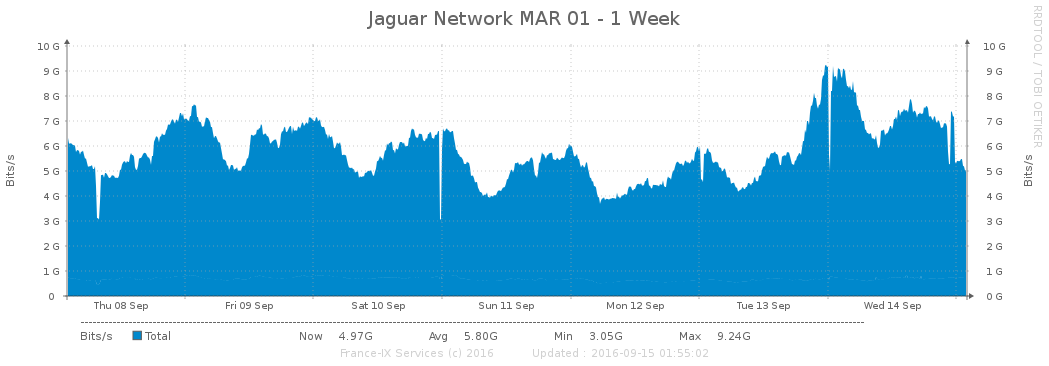 Jaguar Network MAR 01 - 1 Week
RRDTOOL / TOBI OETIKER
Bits/s
10 G 10 G
9 G 9 G
8 G 8 G
7 G 7 G
6 G 6 G
5 G 5 G
4 G 4 G
3 G 3 G
2 G 2 G
1 G 1 G
0 0 G
Bits/s
Thu 08 Sep Fri 09 Sep Sat 10 Sep Sun 11 Sep Mon 12 Sep Tue 13 Sep Wed 14 Sep
Bits/s Total Now 4.97G Avg 5.80G Min 3.05G Max 9.24G
France-IX Services (c) 2016 Updated : 2016-09-15 01:55:02